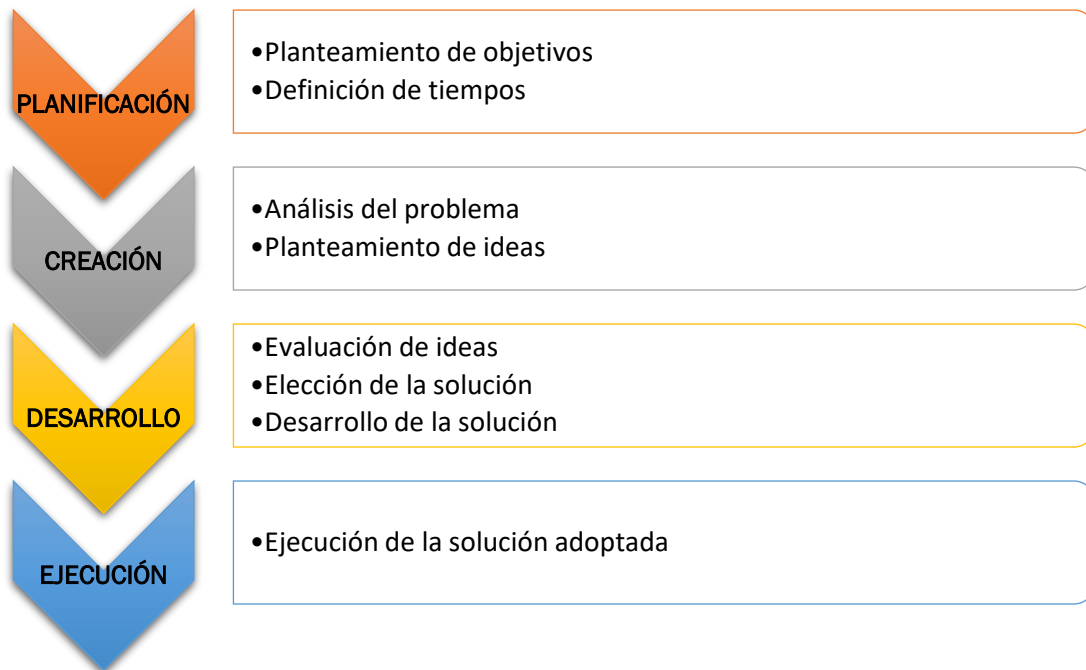 PLANIFICACIÓN
•Planteamiento de objetivos
•Definición de tiempos
CREACIÓN
•Análisis del problema
•Planteamiento de ideas
DESARROLLO
•Evaluación de ideas
•Elección de la solución
•Desarrollo de la solución
EJECUCIÓN
•Ejecución de la solución adoptada